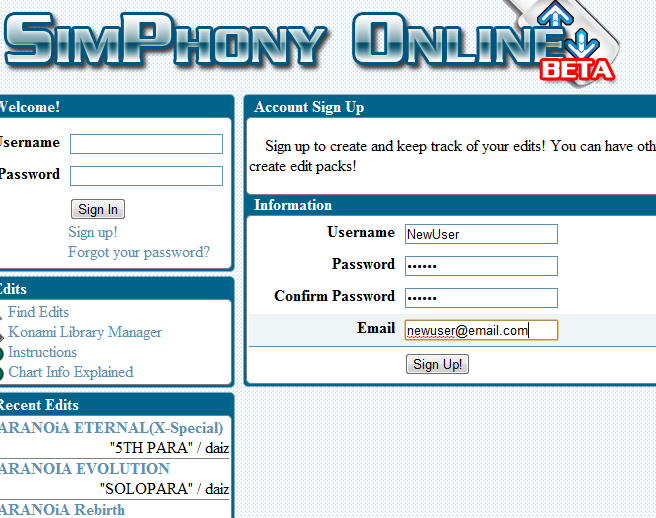 SimPhony Online
BETA
Welcome!
Username
Password
Sign In
Sign up!
Forgot your password?
Edits
Find Edits
Konami Library Manager
Instructions
Chart Info Explained
Recent Edits
ARANOiA ETERNAL(X-Special)
"5TH PARA" / daiz
ARANOIA EVOLUTION
"SOLOPARA" / daiz
ARANOiA Rebirth
Account Sign Up
Sign up to create and keep track of your edits! You can have oth
create edit packs!
Information
Username NewUser
Password ••••••
Confirm Password ••••••
Email newuser@email.com
Sign Up!